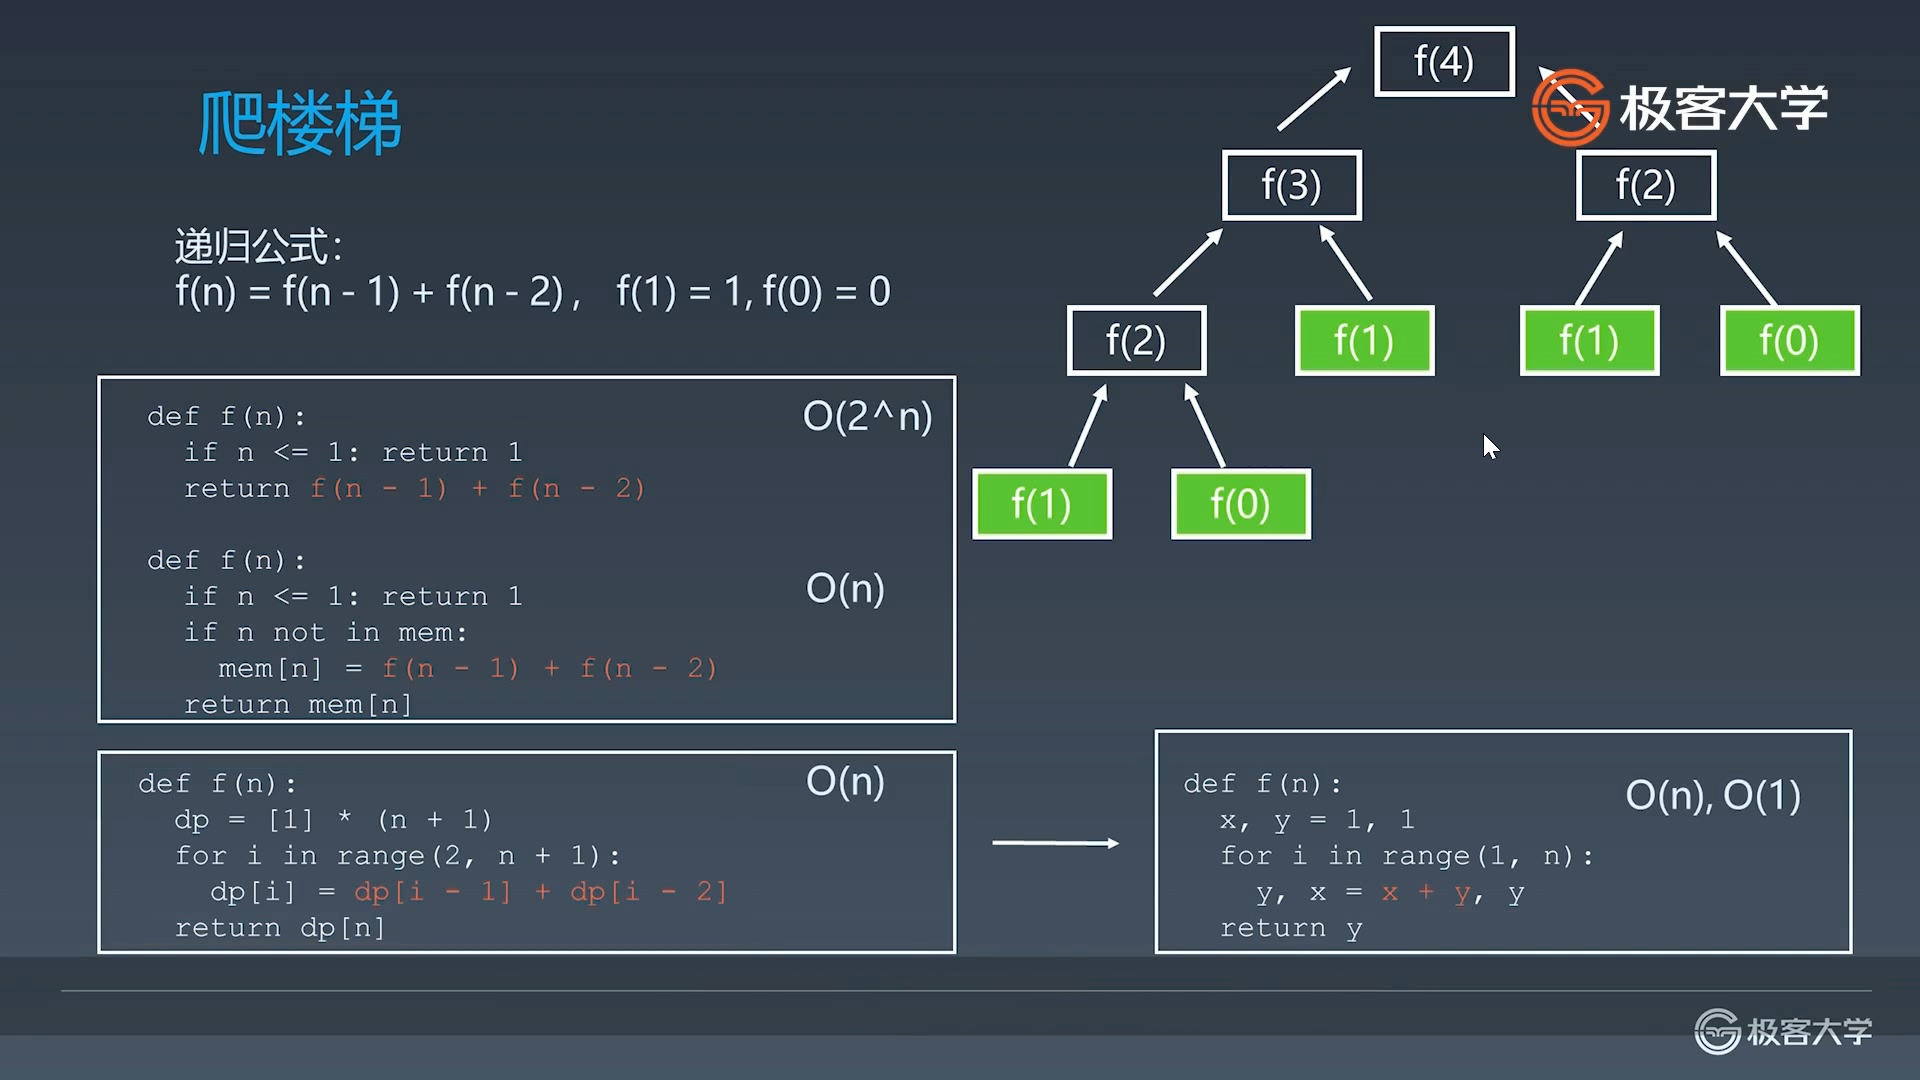 爬楼梯
递归公式：
f(n) = f(n - 1) + f(n - 2) ,   f(1) = 1, f(0) = 0
def f(n):
  if n <= 1: return 1
  return f(n - 1) + f(n - 2)
O(2^n)
def f(n):
  if n <= 1: return 1
  if n not in mem:
    mem[n] = f(n - 1) + f(n - 2)
  return mem[n]
O(n)
def f(n):
  dp = [1] * (n + 1)
  for i in range(2, n + 1):
    dp[i] = dp[i - 1] + dp[i - 2]
  return dp[n]
O(n)
def f(n):
  x, y = 1, 1
  for i in range(1, n):
    y, x = x + y, y
  return y
O(n), O(1)
f(4)
极客大学
f(3)
f(2)
f(2)
f(1)
f(1)
f(0)
f(1)
f(0)
极客大学